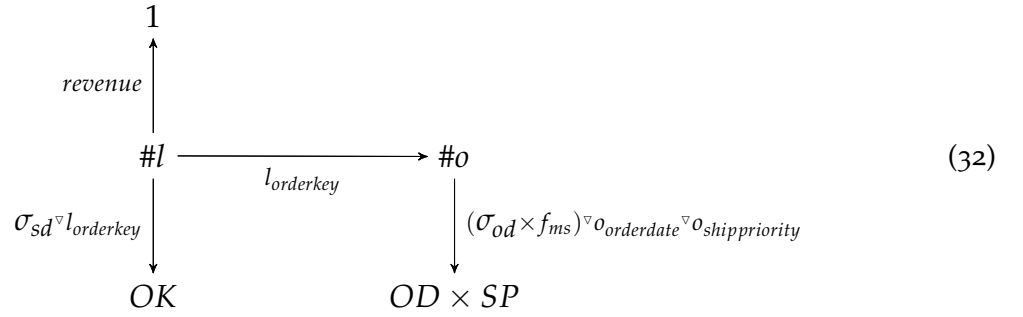 1
revenue
#l #o (32)
l_orderkey
σ_sd ▿ l_orderkey (σ_od × f_ms) ▿ o_orderdate ▿ o_shippriority
OK OD × SP